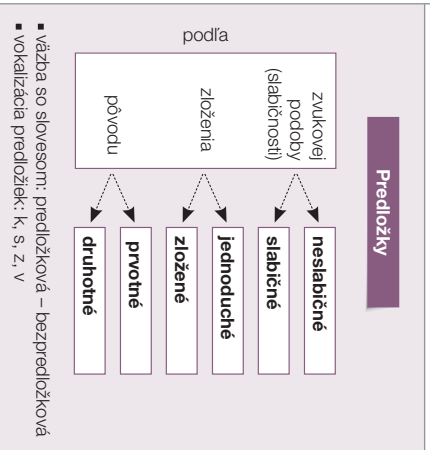 Predložky
podľa
zvukovej
podoby
(slabičnosti)
zloženia
pôvodu
neslabičné
slabičné
jednoduché
zložené
prvotné
druhotné
▪ väzba so slovesom: predložková – bezpredložková
▪ vokalizácia predložiek: k, s, z, v